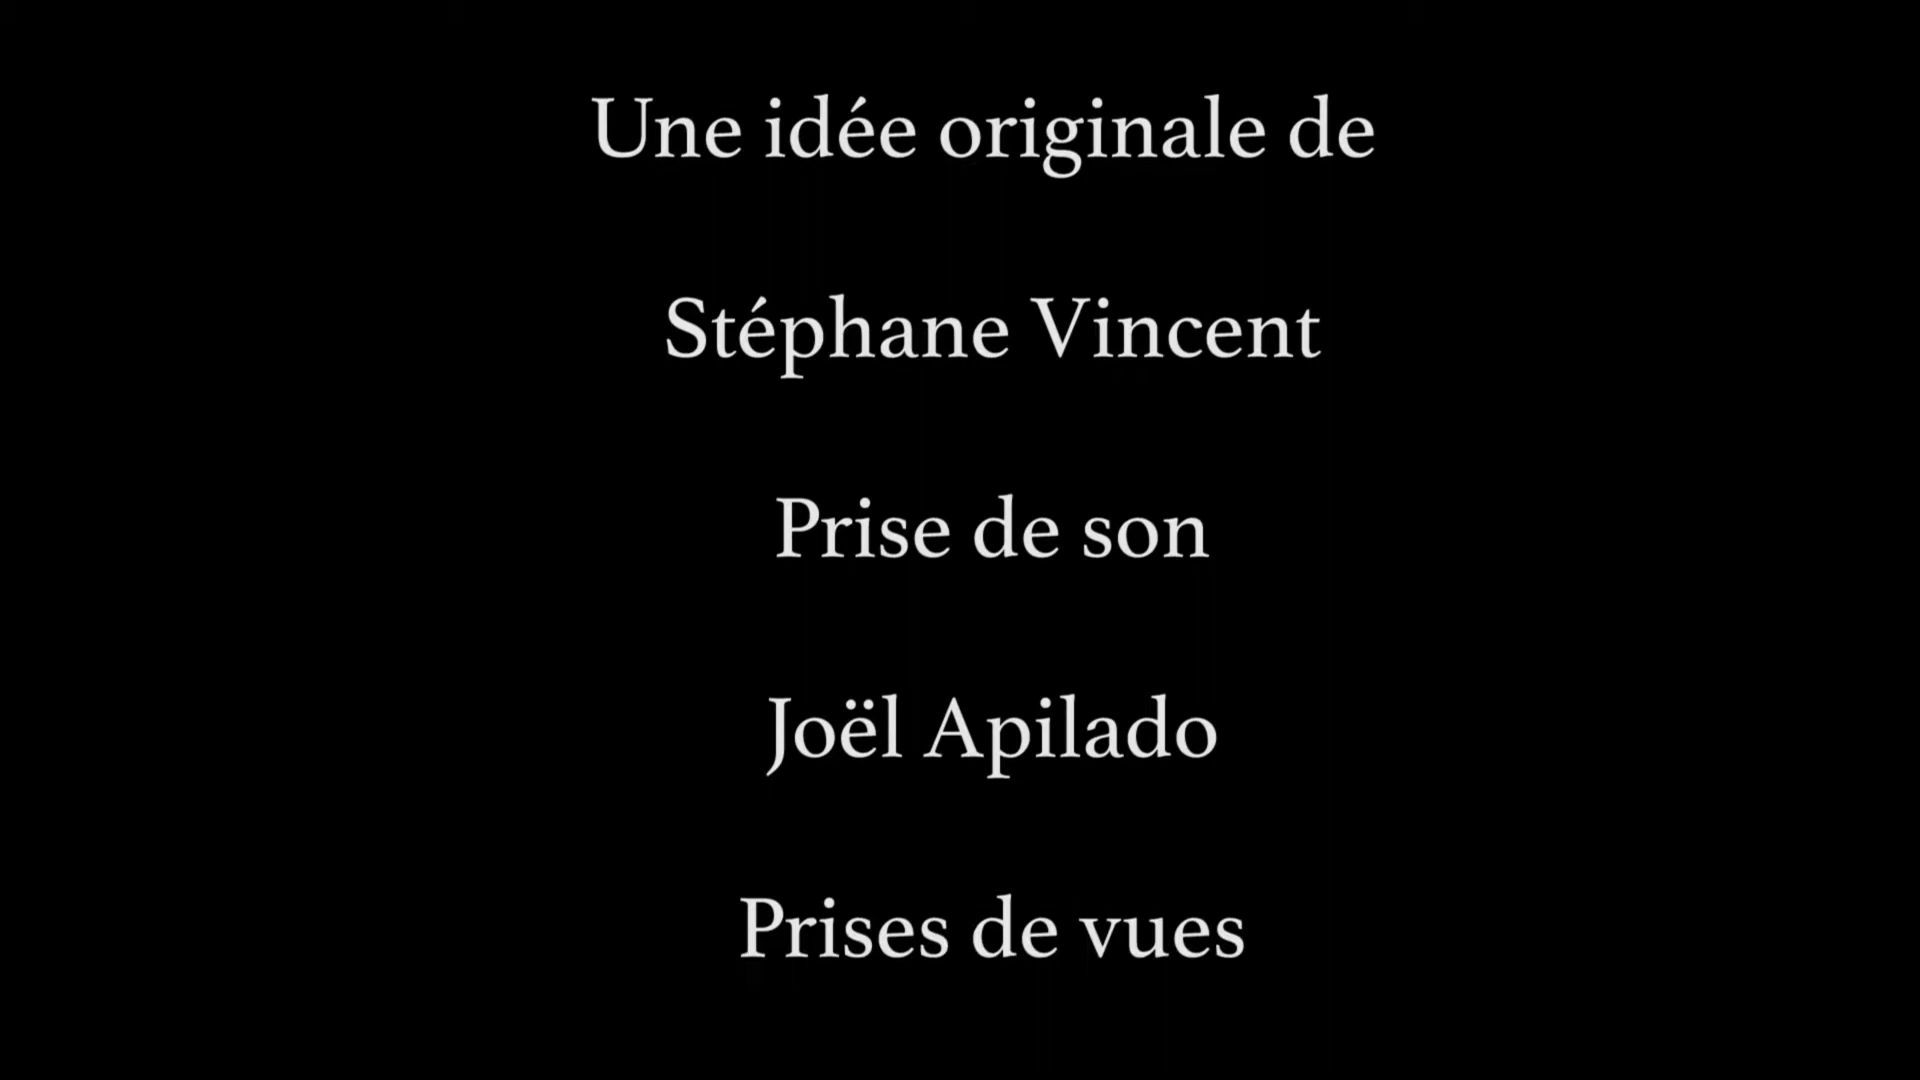 Une idée originale de
Stéphane Vincent
Prise de son
Joël Apilado
Prises de vues